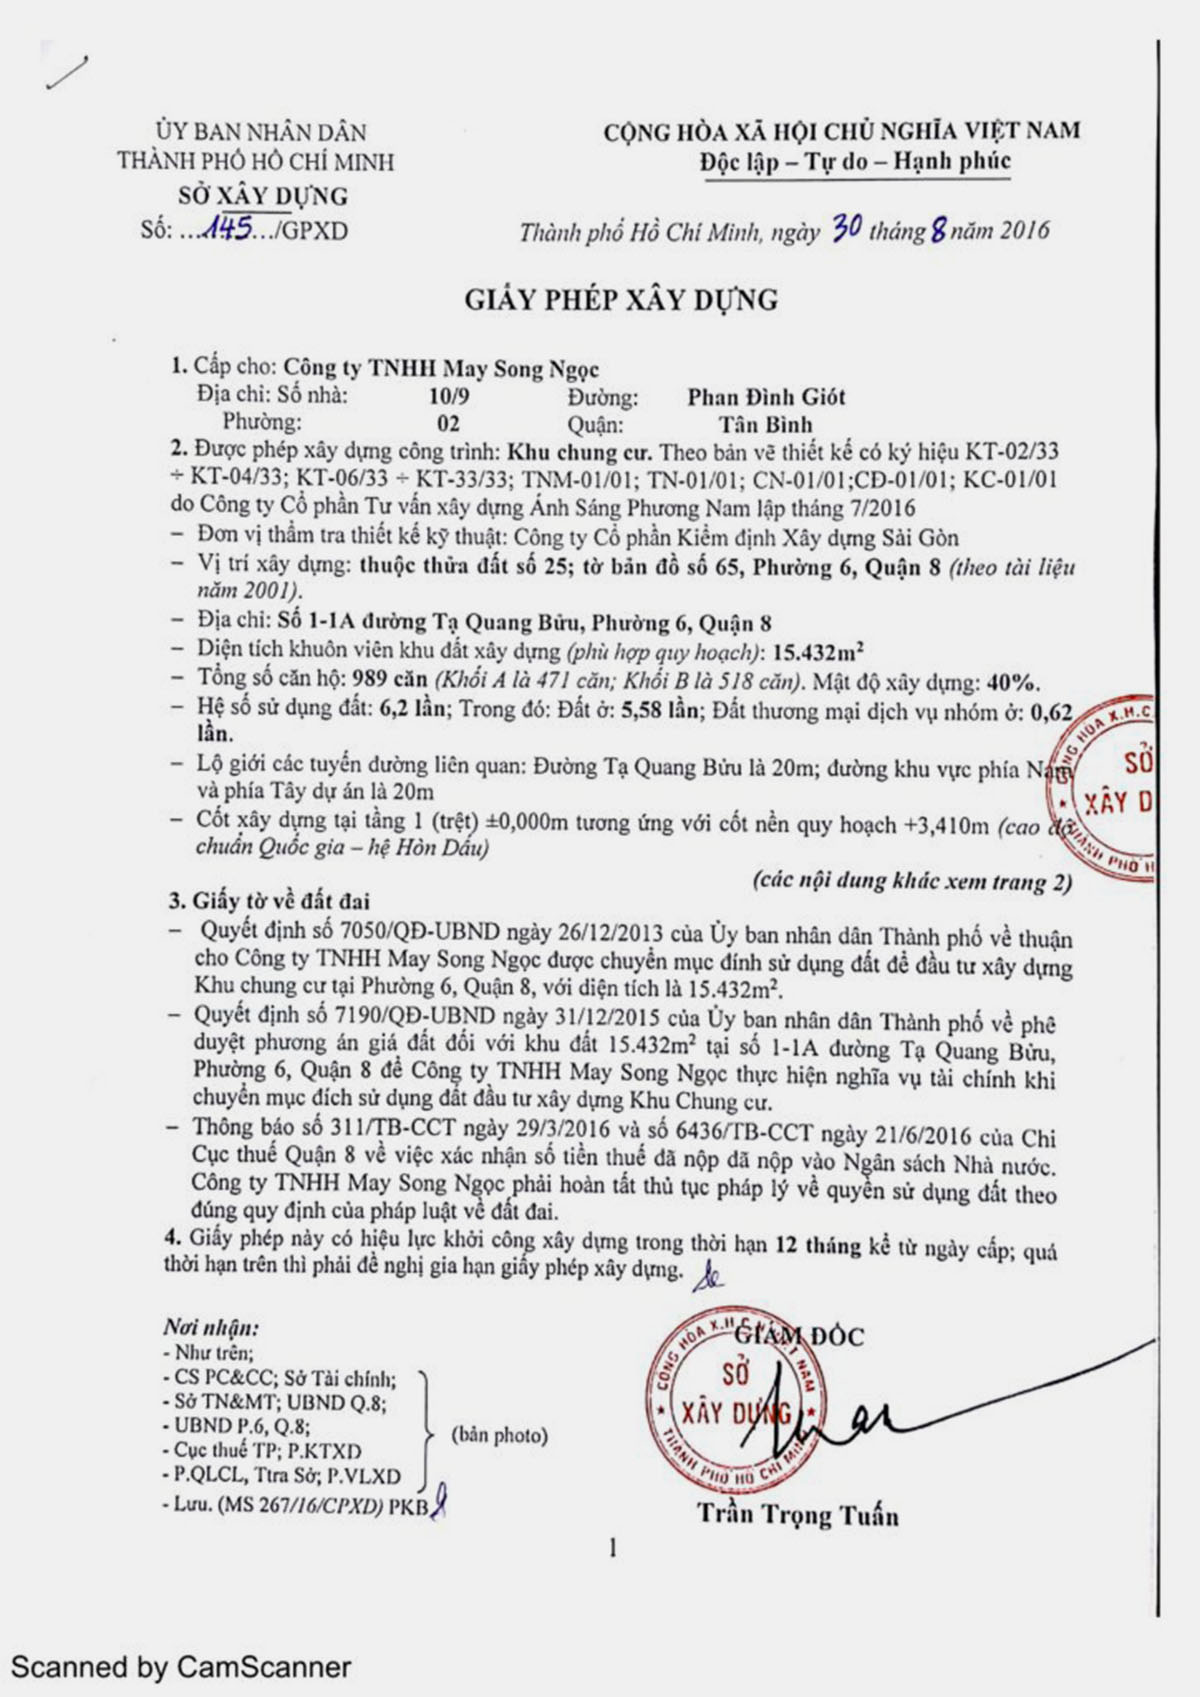 ỦY BAN NHÂN DÂN
THÀNH PHỐ HỒ CHÍ MINH
SỞ XÂY DỰNG
Số: ....145.../GPXD
CỘNG HÒA XÃ HỘI CHỦ NGHĨA VIỆT NAM
Độc lập – Tự do – Hạnh phúc
Thành phố Hồ Chí Minh, ngày 30 tháng 8 năm 2016
GIẤY PHÉP XÂY DỰNG
1. Cấp cho: Công ty TNHH May Song Ngọc
Địa chỉ: Số nhà: 10/9 Đường: Phan Đình Giót
Phường: 02 Quận: Tân Bình
2. Được phép xây dựng công trình: Khu chung cư. Theo bản vẽ thiết kế có ký hiệu KT-02/33
÷ KT-04/33; KT-06/33 ÷ KT-33/33; TNM-01/01; TN-01/01; CN-01/01;CĐ-01/01; KC-01/01
do Công ty Cổ phần Tư vấn xây dựng Ánh Sáng Phương Nam lập tháng 7/2016
– Đơn vị thẩm tra thiết kế kỹ thuật: Công ty Cổ phần Kiểm định Xây dựng Sài Gòn
– Vị trí xây dựng: thuộc thửa đất số 25; tờ bản đồ số 65, Phường 6, Quận 8 (theo tài liệu
năm 2001).
– Địa chỉ: Số 1-1A đường Tạ Quang Bửu, Phường 6, Quận 8
– Diện tích khuôn viên khu đất xây dựng (phù hợp quy hoạch): 15.432m²
– Tổng số căn hộ: 989 căn (Khối A là 471 căn; Khối B là 518 căn). Mật độ xây dựng: 40%.
– Hệ số sử dụng đất: 6,2 lần; Trong đó: Đất ở: 5,58 lần; Đất thương mại dịch vụ nhóm ở: 0,62
lần.
– Lộ giới các tuyến đường liên quan: Đường Tạ Quang Bửu là 20m; đường khu vực phía Nam
và phía Tây dự án là 20m
– Cốt xây dựng tại tầng 1 (trệt) ±0,000m tương ứng với cốt nền quy hoạch +3,410m (cao độ
chuẩn Quốc gia – hệ Hòn Dấu)
(các nội dung khác xem trang 2)
CỘNG HÒA X.H.C.
SỞ
XÂY D
THÀNH PHỐ H
3. Giấy tờ về đất đai
– Quyết định số 7050/QĐ-UBND ngày 26/12/2013 của Ủy ban nhân dân Thành phố về thuận
cho Công ty TNHH May Song Ngọc được chuyển mục đính sử dụng đất để đầu tư xây dựng
Khu chung cư tại Phường 6, Quận 8, với diện tích là 15.432m².
– Quyết định số 7190/QĐ-UBND ngày 31/12/2015 của Ủy ban nhân dân Thành phố về phê
duyệt phương án giá đất đối với khu đất 15.432m² tại số 1-1A đường Tạ Quang Bửu,
Phường 6, Quận 8 để Công ty TNHH May Song Ngọc thực hiện nghĩa vụ tài chính khi
chuyển mục đích sử dụng đất đầu tư xây dựng Khu Chung cư.
– Thông báo số 311/TB-CCT ngày 29/3/2016 và số 6436/TB-CCT ngày 21/6/2016 của Chi
Cục thuế Quận 8 về việc xác nhận số tiền thuế đã nộp đã nộp vào Ngân sách Nhà nước.
Công ty TNHH May Song Ngọc phải hoàn tất thủ tục pháp lý về quyền sử dụng đất theo
đúng quy định của pháp luật về đất đai.
4. Giấy phép này có hiệu lực khởi công xây dựng trong thời hạn 12 tháng kể từ ngày cấp; quá
thời hạn trên thì phải đề nghị gia hạn giấy phép xây dựng.
Nơi nhận:
- Như trên;
- CS PC&CC; Sở Tài chính;
- Sở TN&MT; UBND Q.8;
- UBND P.6, Q.8;
- Cục thuế TP; P.KTXD
- P.QLCL, Ttra Sở; P.VLXD
- Lưu. (MS 267/16/CPXD) PKB
(bản photo)
GIÁM ĐỐC
CỘNG HÒA X.H.C.N VIỆT NAM
SỞ
XÂY DỰNG
THÀNH PHỐ HỒ CHÍ MINH
Trần Trọng Tuấn
1
Scanned by CamScanner